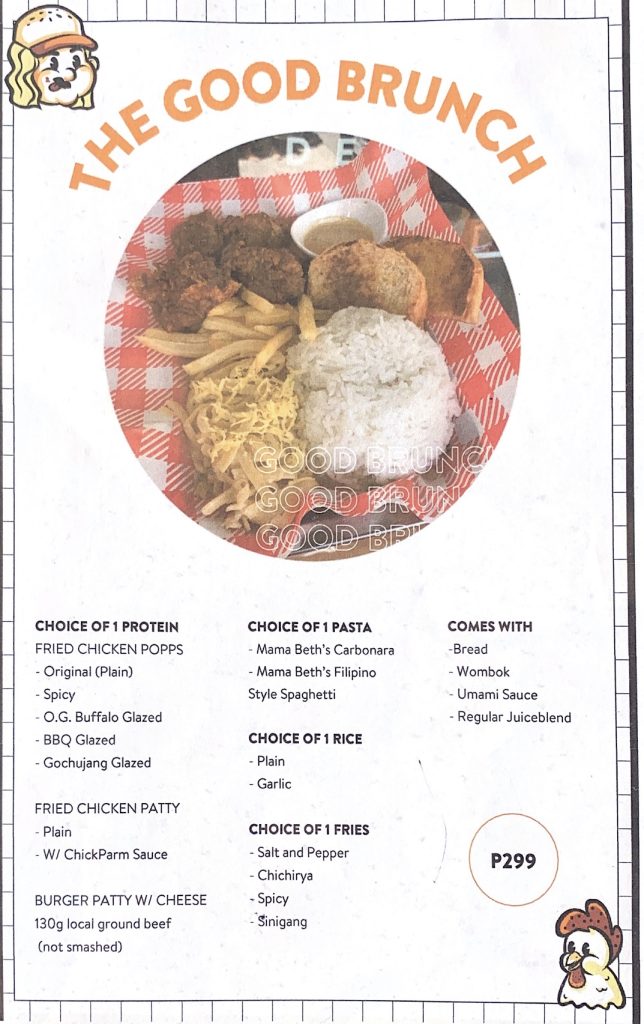 THE GOOD BRUNCH
D E
GOOD BRUNCH
GOOD BRUNC
GOOD BRUN
CHOICE OF 1 PROTEIN
FRIED CHICKEN POPPS
- Original (Plain)
- Spicy
- O.G. Buffalo Glazed
- BBQ Glazed
- Gochujang Glazed
FRIED CHICKEN PATTY
- Plain
- W/ ChickParm Sauce
BURGER PATTY W/ CHEESE
130g local ground beef
(not smashed)
CHOICE OF 1 PASTA
- Mama Beth's Carbonara
- Mama Beth's Filipino
Style Spaghetti
CHOICE OF 1 RICE
- Plain
- Garlic
CHOICE OF 1 FRIES
- Salt and Pepper
- Chichirya
- Spicy
- Sinigang
COMES WITH
-Bread
- Wombok
- Umami Sauce
- Regular Juiceblend
P299